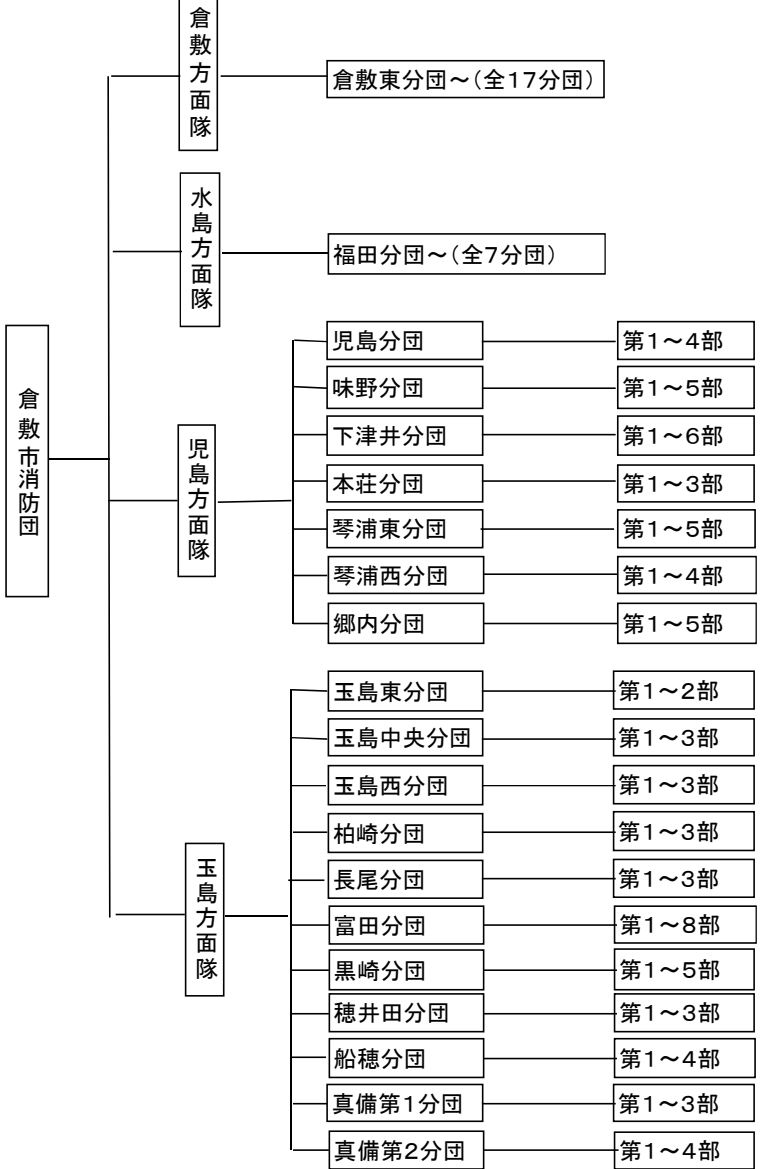 倉敷市消防団
倉敷方面隊
倉敷東分団～(全17分団)
水島方面隊
福田分団～(全7分団)
児島方面隊
児島分団 第1～4部
味野分団 第1～5部
下津井分団 第1～6部
本荘分団 第1～3部
琴浦東分団 第1～5部
琴浦西分団 第1～4部
郷内分団 第1～5部
玉島方面隊
玉島東分団 第1～2部
玉島中央分団 第1～3部
玉島西分団 第1～3部
柏崎分団 第1～3部
長尾分団 第1～3部
富田分団 第1～8部
黒崎分団 第1～5部
穂井田分団 第1～3部
船穂分団 第1～4部
真備第1分団 第1～3部
真備第2分団 第1～4部